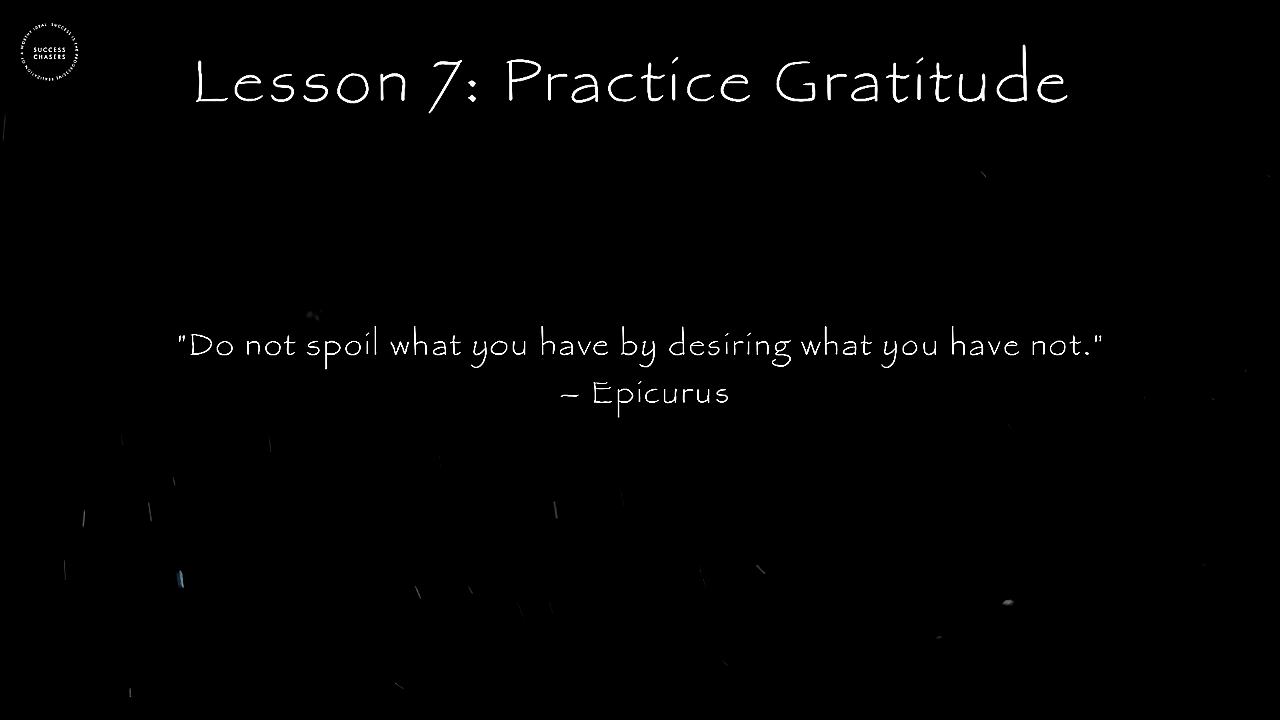 SUCCESS
CHASERS
Lesson 7: Practice Gratitude
"Do not spoil what you have by desiring what you have not."
– Epicurus